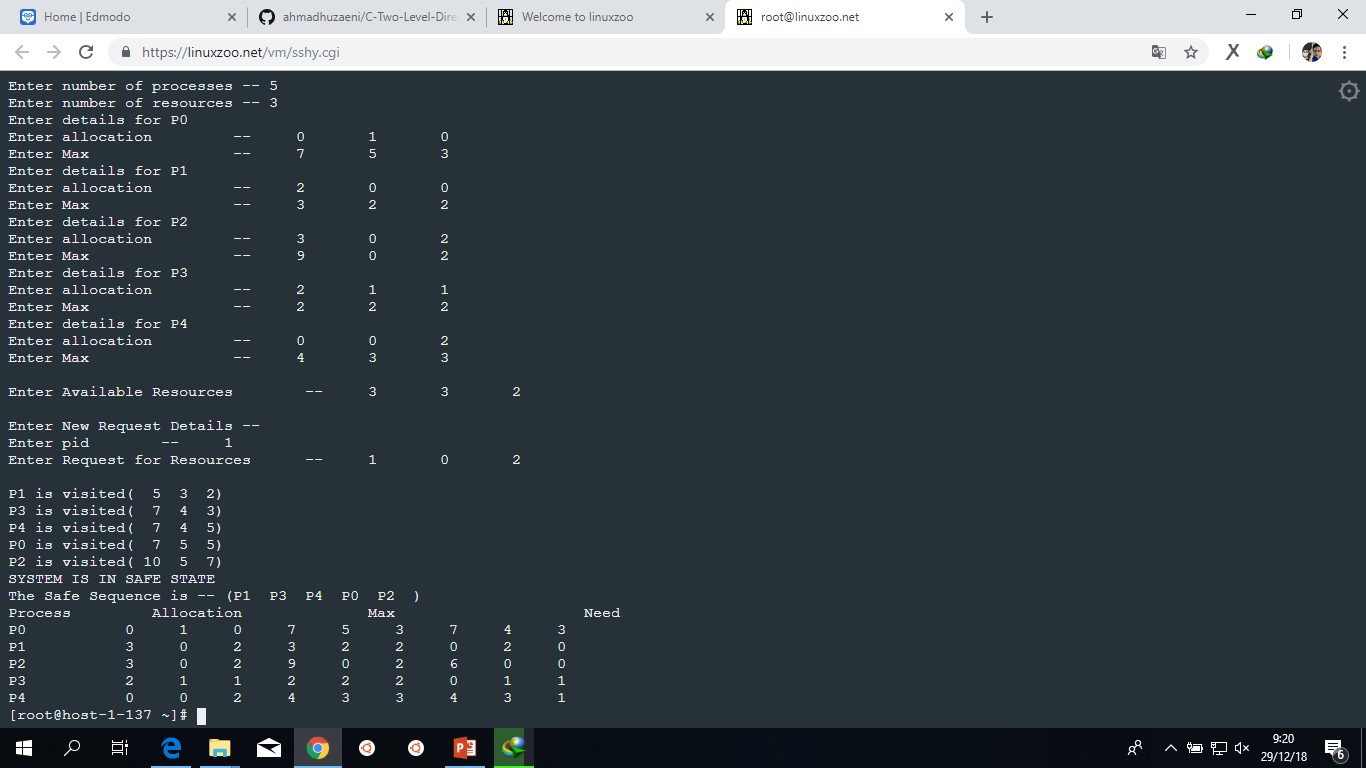 Home | Edmodo
ahmadhuzaeni/C-Two-Level-Dire
Welcome to linuxzoo
root@linuxzoo.net
https://linuxzoo.net/vm/sshy.cgi
Enter number of processes -- 5
Enter number of resources -- 3
Enter details for P0
Enter allocation -- 0 1 0
Enter Max -- 7 5 3
Enter details for P1
Enter allocation -- 2 0 0
Enter Max -- 3 2 2
Enter details for P2
Enter allocation -- 3 0 2
Enter Max -- 9 0 2
Enter details for P3
Enter allocation -- 2 1 1
Enter Max -- 2 2 2
Enter details for P4
Enter allocation -- 0 0 2
Enter Max -- 4 3 3
Enter Available Resources -- 3 3 2
Enter New Request Details --
Enter pid -- 1
Enter Request for Resources -- 1 0 2
P1 is visited( 5 3 2)
P3 is visited( 7 4 3)
P4 is visited( 7 4 5)
P0 is visited( 7 5 5)
P2 is visited( 10 5 7)
SYSTEM IS IN SAFE STATE
The Safe Sequence is -- (P1 P3 P4 P0 P2 )
Process Allocation Max Need
P0 0 1 0 7 5 3 7 4 3
P1 3 0 2 3 2 2 0 2 0
P2 3 0 2 9 0 2 6 0 0
P3 2 1 1 2 2 2 0 1 1
P4 0 0 2 4 3 3 4 3 1
[root@host-1-137 ~]#
9:20
29/12/18
6